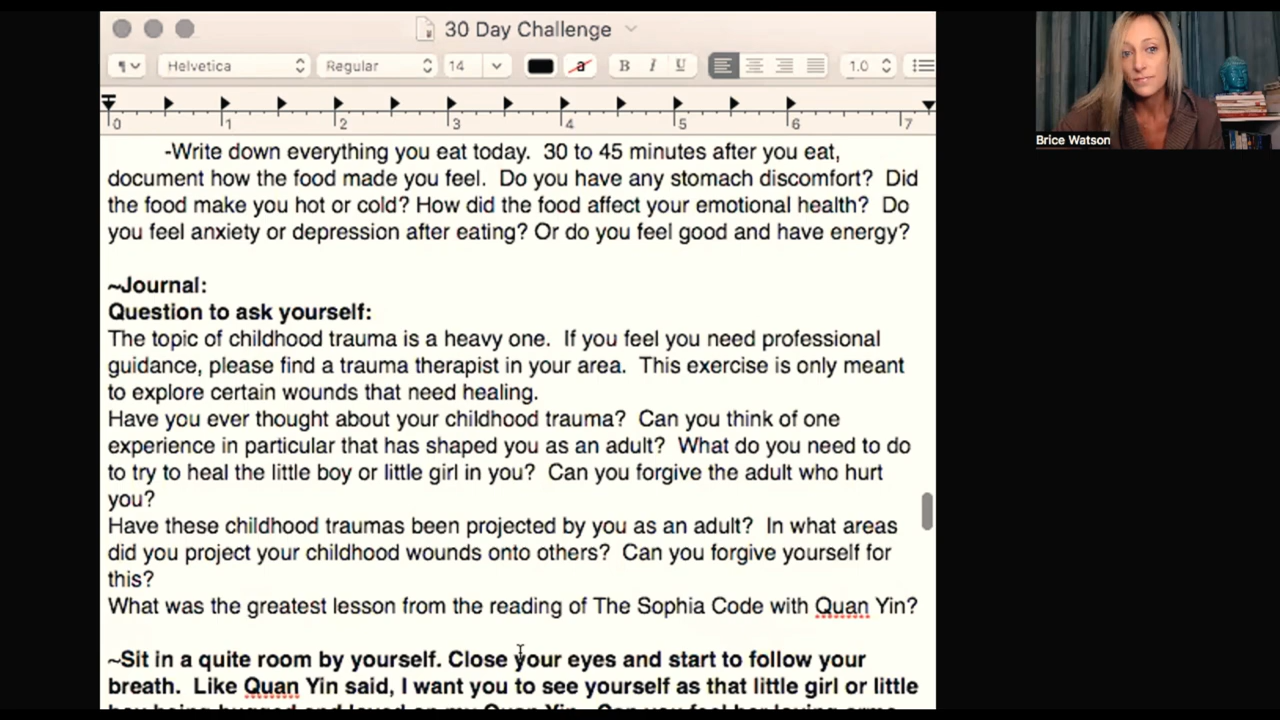 30 Day Challenge
¶ Helvetica Regular 14 a B I U 1.0
0 1 2 3 4 5 6 7
-Write down everything you eat today.  30 to 45 minutes after you eat,
document how the food made you feel.  Do you have any stomach discomfort?  Did
the food make you hot or cold? How did the food affect your emotional health?  Do
you feel anxiety or depression after eating? Or do you feel good and have energy?
~Journal:
Question to ask yourself:
The topic of childhood trauma is a heavy one.  If you feel you need professional
guidance, please find a trauma therapist in your area.  This exercise is only meant
to explore certain wounds that need healing.
Have you ever thought about your childhood trauma?  Can you think of one
experience in particular that has shaped you as an adult?  What do you need to do
to try to heal the little boy or little girl in you?  Can you forgive the adult who hurt
you?
Have these childhood traumas been projected by you as an adult?  In what areas
did you project your childhood wounds onto others?  Can you forgive yourself for
this?
What was the greatest lesson from the reading of The Sophia Code with Quan Yin?
~Sit in a quite room by yourself. Close your eyes and start to follow your
breath.  Like Quan Yin said, I want you to see yourself as that little girl or little
Brice Watson